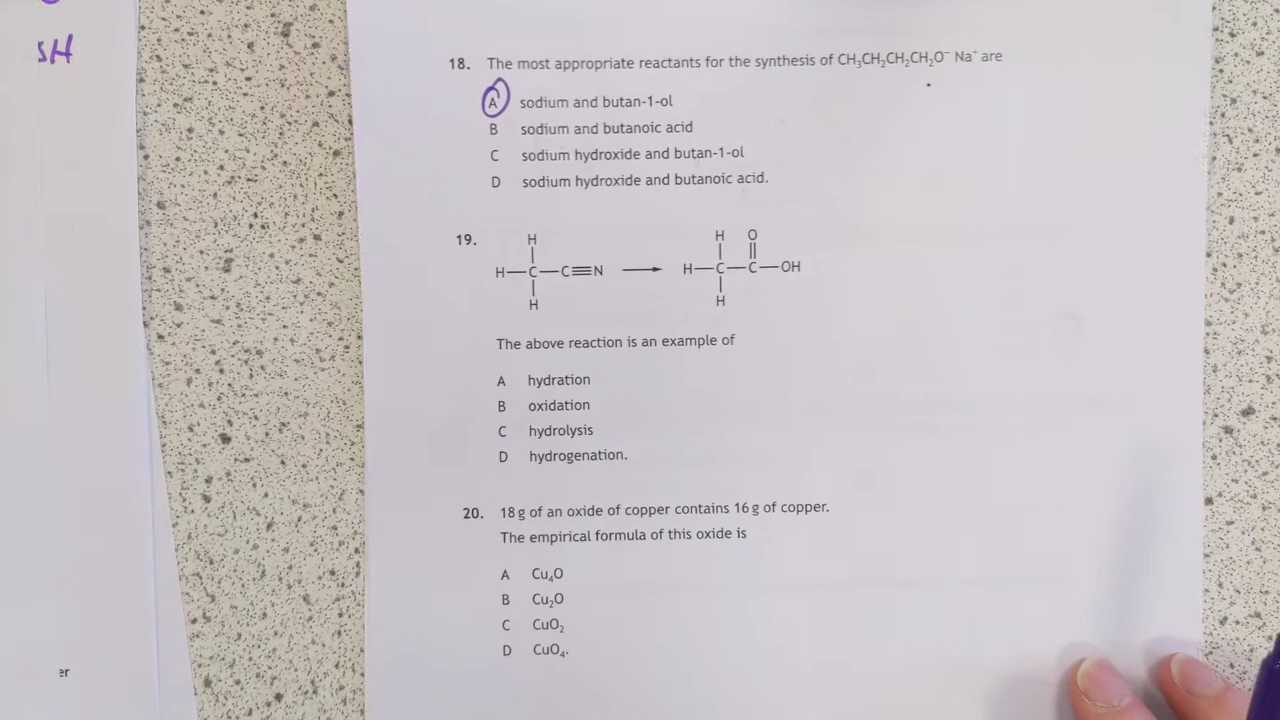 SH
18. The most appropriate reactants for the synthesis of CH₃CH₂CH₂CH₂O⁻ Na⁺ are
A sodium and butan-1-ol
B sodium and butanoic acid
C sodium hydroxide and butan-1-ol
D sodium hydroxide and butanoic acid.
19.
H H O
H—C—C≡N → H—C—C—OH
H H
The above reaction is an example of
A hydration
B oxidation
C hydrolysis
D hydrogenation.
20. 18 g of an oxide of copper contains 16 g of copper.
The empirical formula of this oxide is
A Cu₄O
B Cu₂O
C CuO₂
D CuO₄.
er